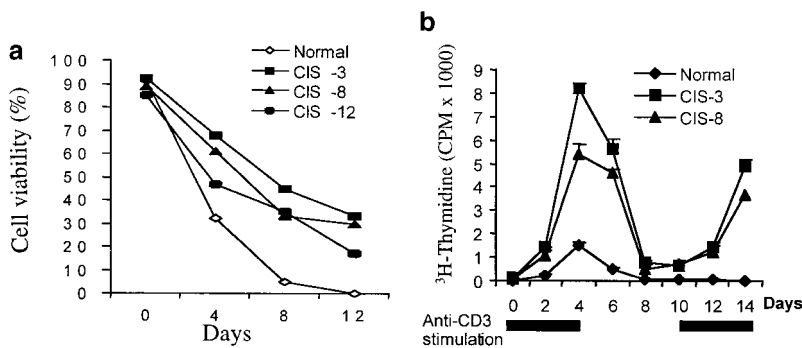 a
Cell viability (%)
100
90
80
70
60
50
40
30
20
10
0
Normal
CIS -3
CIS -8
CIS -12
0 4 8 12
Days
b
³H-Thymidine (CPM x 1000)
9
8
7
6
5
4
3
2
1
0
Normal
CIS-3
CIS-8
0 2 4 6 8 10 12 14 Days
Anti-CD3
stimulation